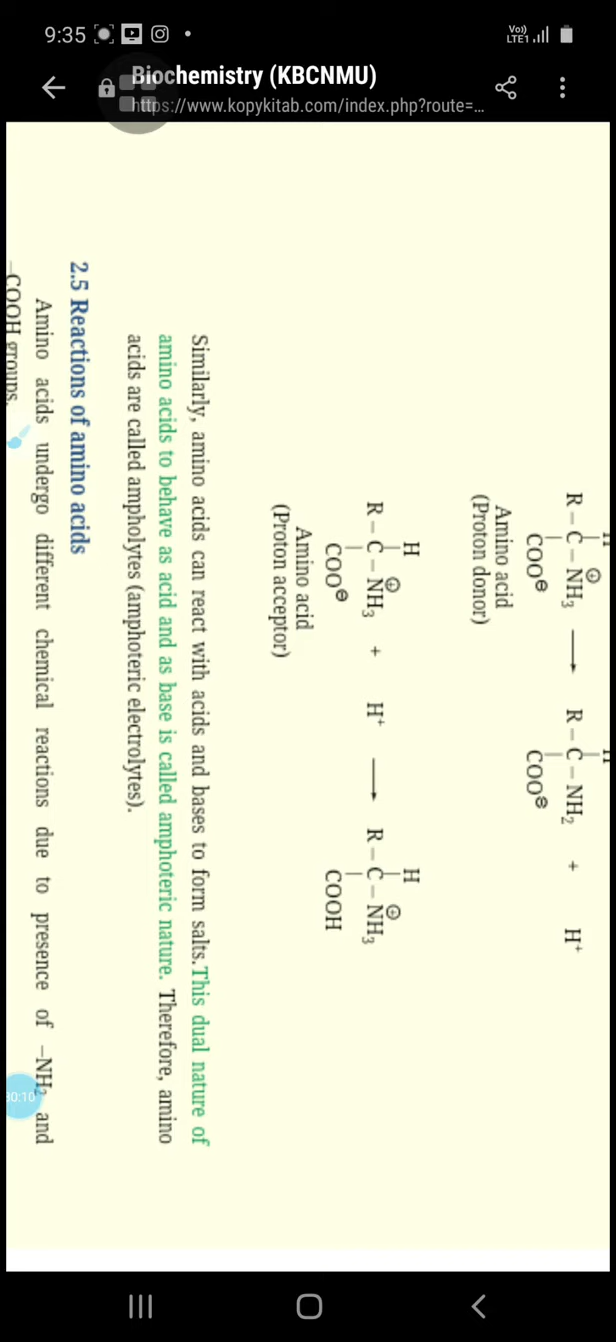 9:35
Vo)) LTE1
Biochemistry (KBCNMU)
https://www.kopykitab.com/index.php?route=...
H H
R – C – NH₃⊕ ⟶ R – C – NH₂ + H⁺
COO⊖ COO⊖
Amino acid
(Proton donor)
H H
R – C – NH₃⊕ + H⁺ ⟶ R – C – NH₃⊕
COO⊖ COOH
Amino acid
(Proton acceptor)
Similarly, amino acids can react with acids and bases to form salts. This dual nature of
amino acids to behave as acid and as base is called amphoteric nature. Therefore, amino
acids are called ampholytes (amphoteric electrolytes).
2.5 Reactions of amino acids
Amino acids undergo different chemical reactions due to presence of –NH₂ and
–COOH groups.
30:10